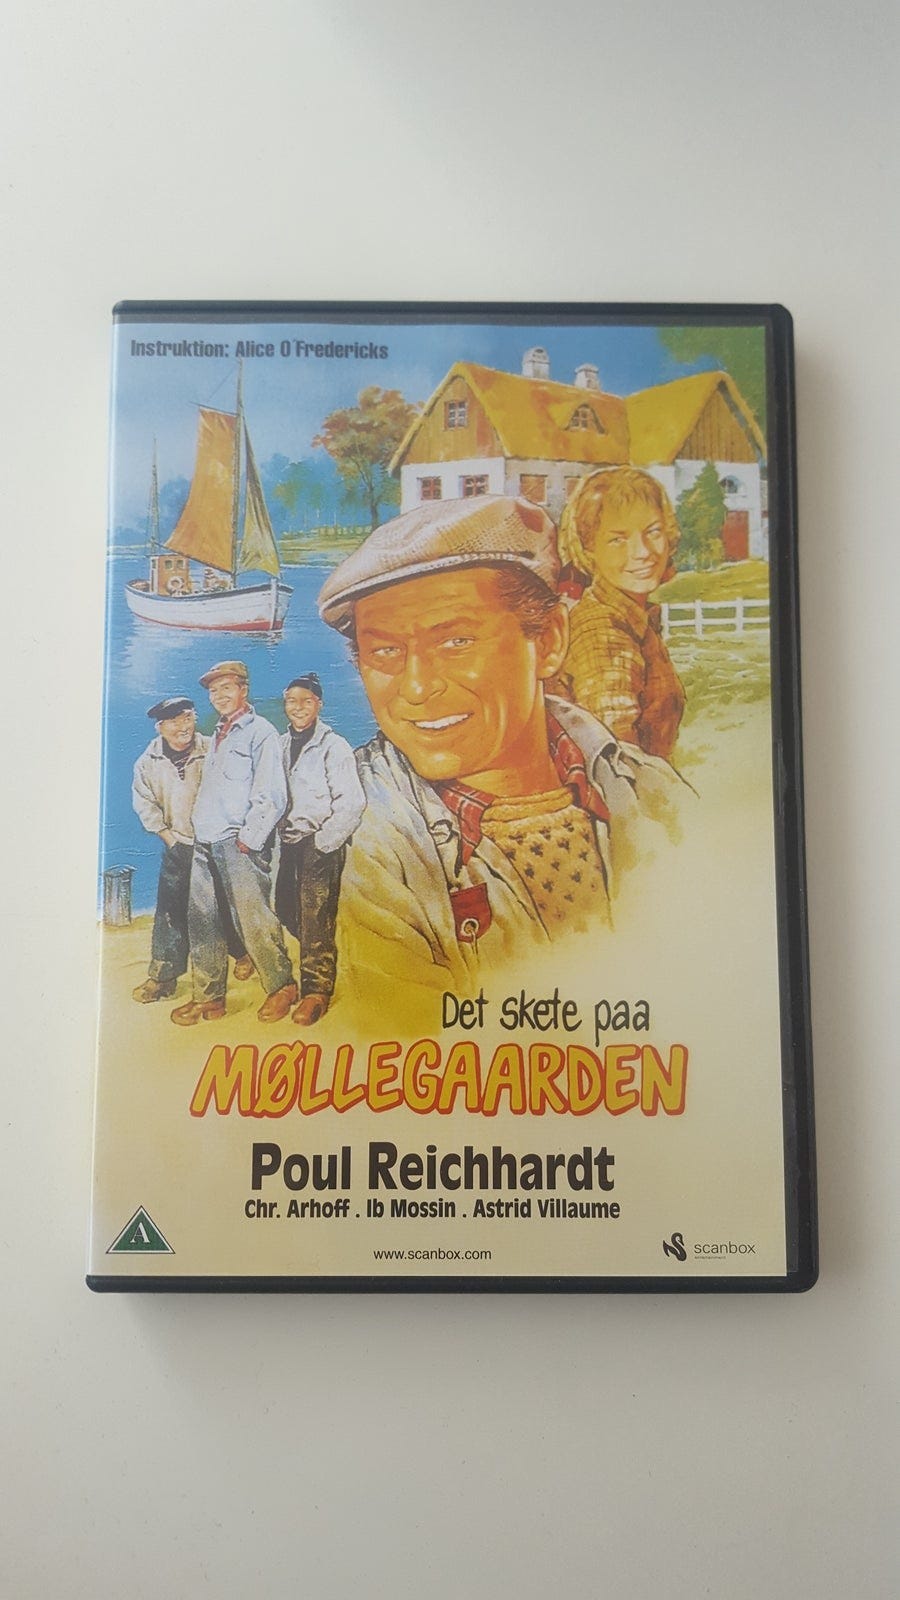 Instruktion: Alice O'Fredericks
Det skete paa
MØLLEGAARDEN
Poul Reichhardt
Chr. Arhoff . Ib Mossin . Astrid Villaume
A
www.scanbox.com
scanbox
entertainment